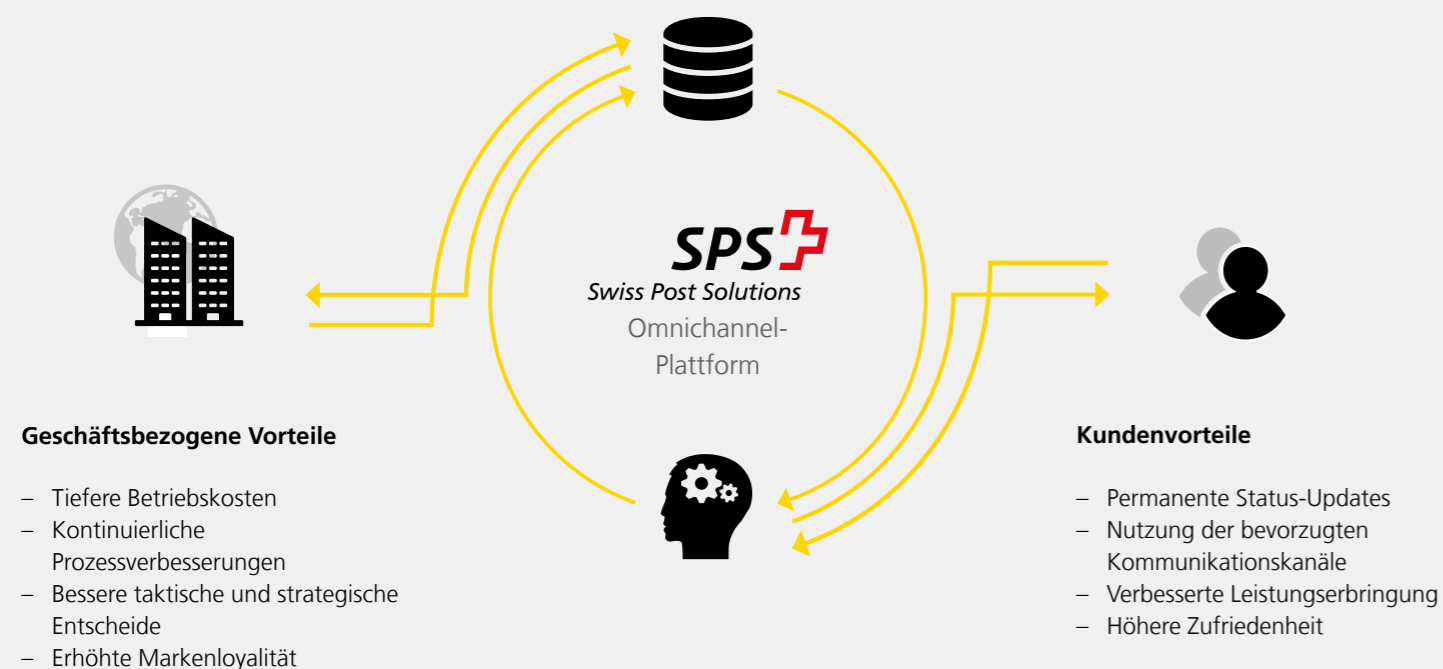 SPS
Swiss Post Solutions
Omnichannel-
Plattform
Geschäftsbezogene Vorteile
– Tiefere Betriebskosten
– Kontinuierliche
Prozessverbesserungen
– Bessere taktische und strategische
Entscheide
– Erhöhte Markenloyalität
Kundenvorteile
– Permanente Status-Updates
– Nutzung der bevorzugten
Kommunikationskanäle
– Verbesserte Leistungserbringung
– Höhere Zufriedenheit